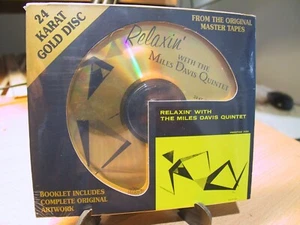 24
KARAT
GOLD DISC
FROM THE ORIGINAL
MASTER TAPES
Relaxin'
WITH THE
MILES DAVIS QUINTET
RELAXIN' WITH
THE MILES DAVIS QUINTET
BOOKLET INCLUDES
COMPLETE ORIGINAL
ARTWORK